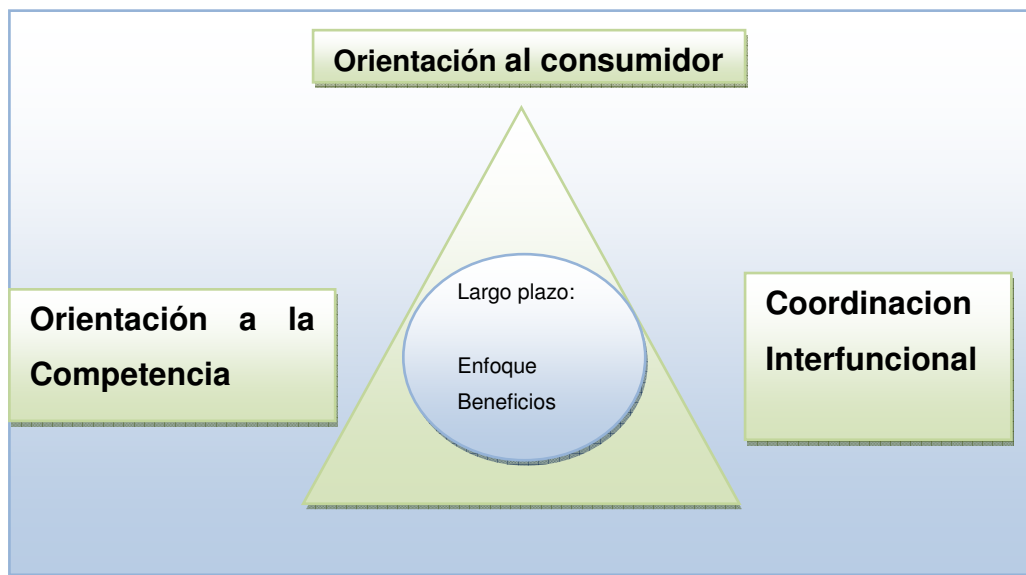 Orientación al consumidor
Orientación a la
Competencia
Largo plazo:
Enfoque
Beneficios
Coordinacion
Interfuncional